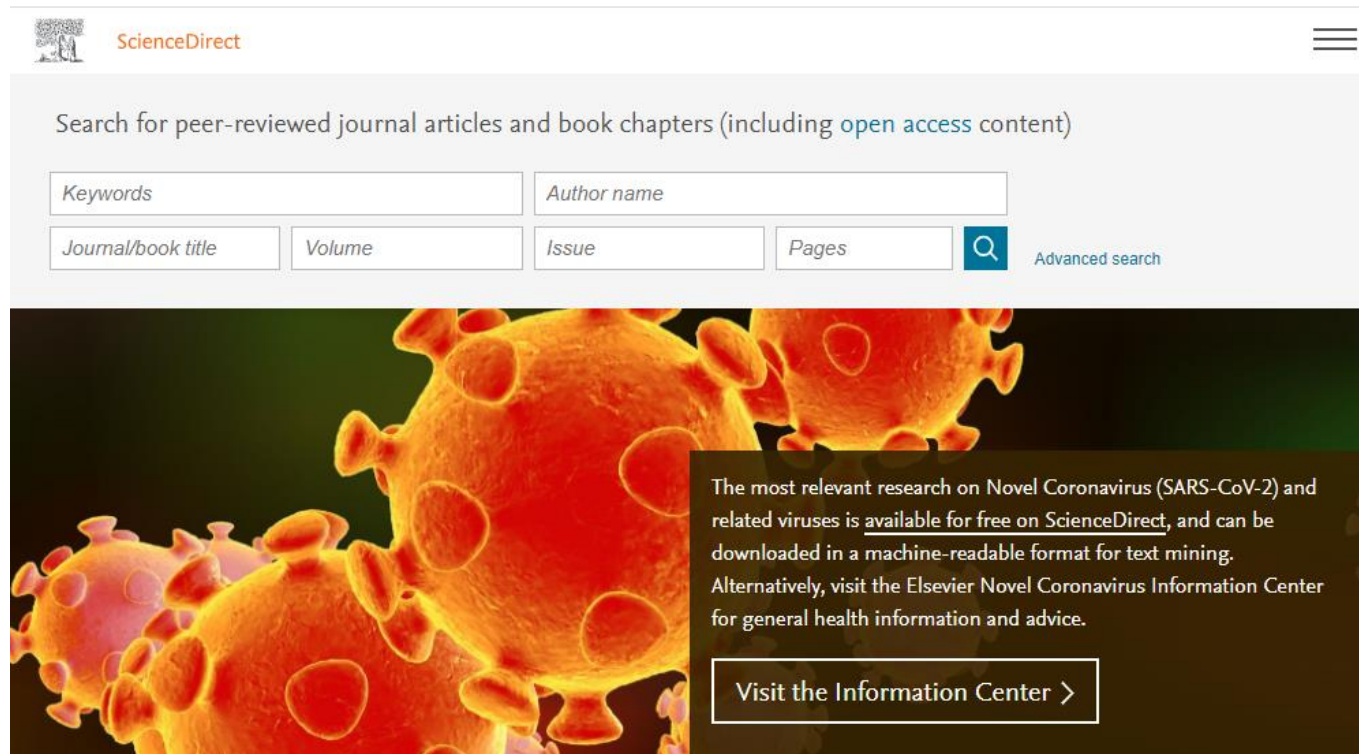 ScienceDirect
Search for peer-reviewed journal articles and book chapters (including open access content)
Keywords
Author name
Journal/book title
Volume
Issue
Pages
Advanced search
The most relevant research on Novel Coronavirus (SARS-CoV-2) and
related viruses is available for free on ScienceDirect, and can be
downloaded in a machine-readable format for text mining.
Alternatively, visit the Elsevier Novel Coronavirus Information Center
for general health information and advice.
Visit the Information Center >